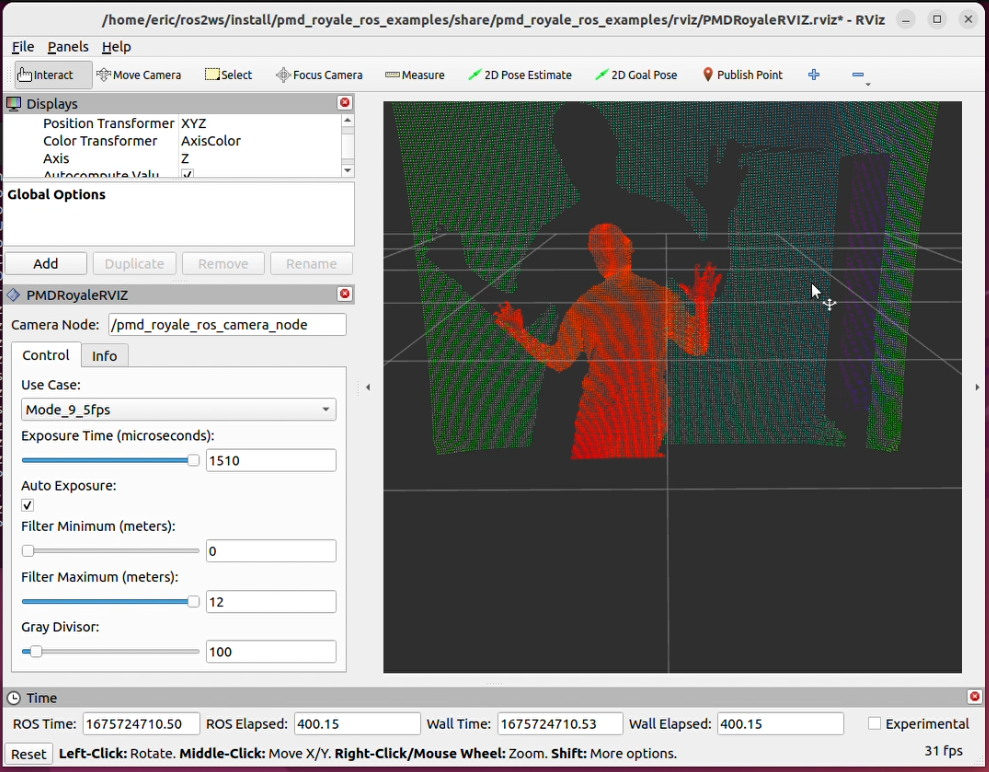 /home/eric/ros2ws/install/pmd_royale_ros_examples/share/pmd_royale_ros_examples/rviz/PMDRoyaleRVIZ.rviz* - RViz
File Panels Help
Interact Move Camera Select Focus Camera Measure 2D Pose Estimate 2D Goal Pose Publish Point
Displays
Position Transformer XYZ
Color Transformer AxisColor
Axis Z
Autocompute Valu
Global Options
Add Duplicate Remove Rename
PMDRoyaleRVIZ
Camera Node: /pmd_royale_ros_camera_node
Control Info
Use Case:
Mode_9_5fps
Exposure Time (microseconds):
1510
Auto Exposure:
Filter Minimum (meters):
0
Filter Maximum (meters):
12
Gray Divisor:
100
Time
ROS Time: 1675724710.50 ROS Elapsed: 400.15 Wall Time: 1675724710.53 Wall Elapsed: 400.15 Experimental
Reset Left-Click: Rotate. Middle-Click: Move X/Y. Right-Click/Mouse Wheel: Zoom. Shift: More options. 31 fps